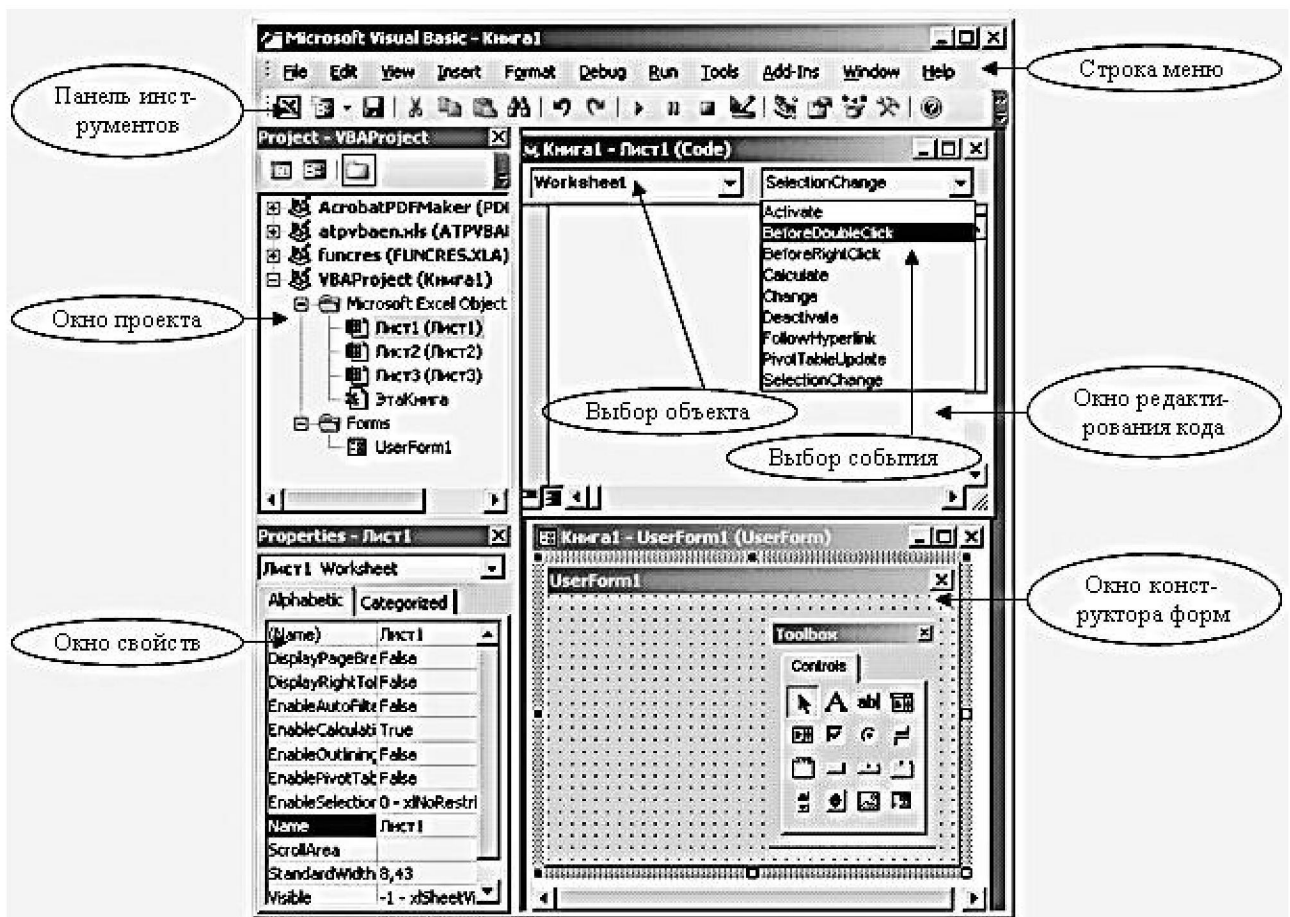 Microsoft Visual Basic - Книга1
File Edit View Insert Format Debug Run Tools Add-Ins Window Help
Строка меню
Панель инст-
рументов
Project - VBAProject
AcrobatPDFMaker (PDF
atpvbaen.xls (ATPVBAE
funcres (FUNCRES.XLA)
VBAProject (Книга1)
Microsoft Excel Object
Лист1 (Лист1)
Лист2 (Лист2)
Лист3 (Лист3)
ЭтаКнига
Forms
UserForm1
Окно проекта
Книга1 - Лист1 (Code)
Worksheet
SelectionChange
Activate
BeforeDoubleClick
BeforeRightClick
Calculate
Change
Deactivate
FollowHyperlink
PivotTableUpdate
SelectionChange
Выбор объекта
Выбор события
Окно редакти-
рования кода
Properties - Лист1
Лист1 Worksheet
Alphabetic Categorized
(Name) Лист1
DisplayPageBre False
DisplayRightTol False
EnableAutoFilte False
EnableCalculati True
EnableOutlining False
EnablePivotTab False
EnableSelection 0 - xlNoRestri
Name Лист1
ScrollArea
StandardWidth 8,43
Visible -1 - xlSheetVi
Окно свойств
Книга1 - UserForm1 (UserForm)
UserForm1
Toolbox
Controls
Окно конст-
руктора форм